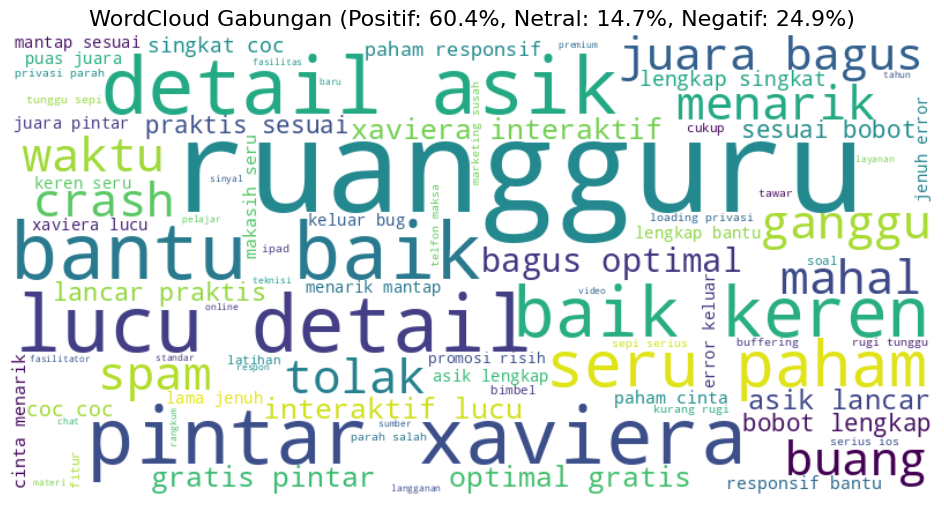 WordCloud Gabungan (Positif: 60.4%, Netral: 14.7%, Negatif: 24.9%)
mantap sesuai
singkat coc
paham responsif
premium
juara bagus
puas juara
fasilitas
privasi parah
detail asik
baru
lengkap singkat
tahun
tunggu sepi
menarik
juara pintar
praktis sesuai
xaviera interaktif
marketing susah
cukup
sesuai bobot
jenuh error
waktu
ruangguru
layanan
keren seru
sinyal
makasih seru
crash
tawar
xaviera lucu
pelajar
keluar bug
telfon maksa
loading privasi
lengkap bantu
ganggu
bantu
baik
ipad
bagus optimal
soal
mahal
teknisi
lancar praktis
menarik mantap
video
error keluar
lucu detail
online
baik keren
cinta menarik
fasilitator
standar
latihan
respon
promosi risih
sepi serius
buffering
rugi tunggu
spam
tolak
asik lengkap
bimbel
seru paham
lama jenuh
interaktif lucu
paham cinta
kurang rugi
asik lancar
coc coc
chat
rangkum
sumber
parah salah
bobot lengkap
pintar xaviera
serius ios
buang
fitur
materi
gratis pintar
langganan
optimal gratis
responsif bantu